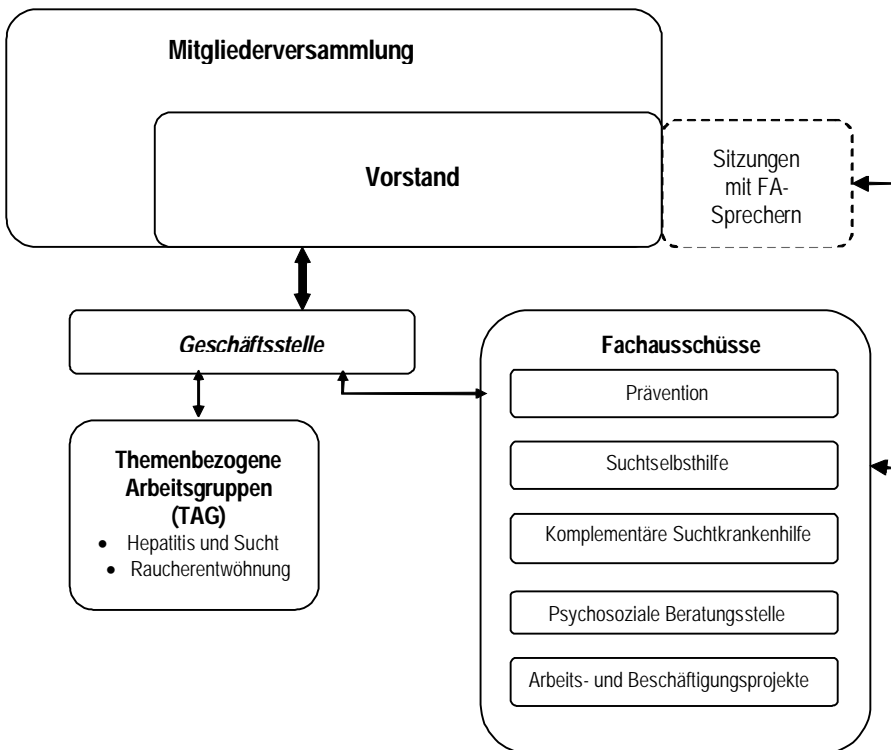 Mitgliederversammlung
Vorstand
Sitzungen
mit FA-
Sprechern
Geschäftsstelle
Themenbezogene
Arbeitsgruppen
(TAG)
• Hepatitis und Sucht
• Raucherentwöhnung
Fachausschüsse
Prävention
Suchtselbsthilfe
Komplementäre Suchtkrankenhilfe
Psychosoziale Beratungsstelle
Arbeits- und Beschäftigungsprojekte